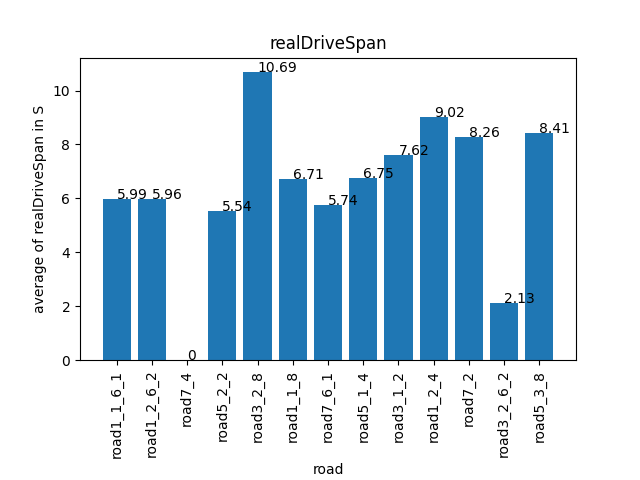 realDriveSpan
average of realDriveSpan in S
10
8
6
4
2
0
5.99
5.96
0
5.54
10.69
6.71
5.74
6.75
7.62
9.02
8.26
2.13
8.41
road1_1_6_1
road1_2_6_2
road7_4
road5_2_2
road3_2_8
road1_1_8
road7_6_1
road5_1_4
road3_1_2
road1_2_4
road7_2
road3_2_6_2
road5_3_8
road